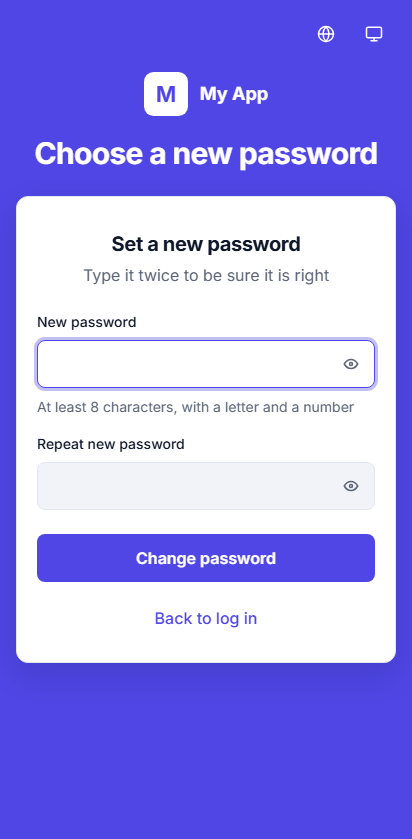 M My App
Choose a new password
Set a new password
Type it twice to be sure it is right
New password
At least 8 characters, with a letter and a number
Repeat new password
Change password
Back to log in